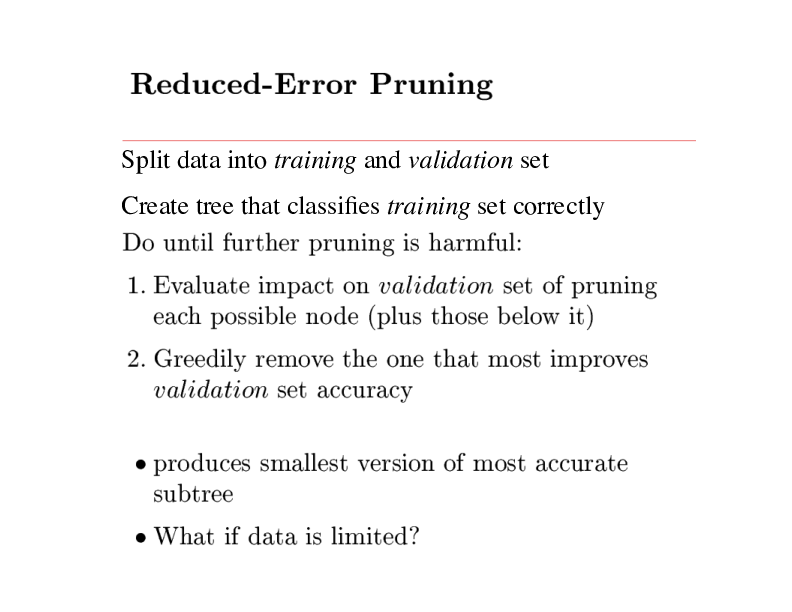 Reduced-Error Pruning
Split data into training and validation set
Create tree that classifies training set correctly
Do until further pruning is harmful:
1. Evaluate impact on validation set of pruning
each possible node (plus those below it)
2. Greedily remove the one that most improves
validation set accuracy
• produces smallest version of most accurate
subtree
• What if data is limited?